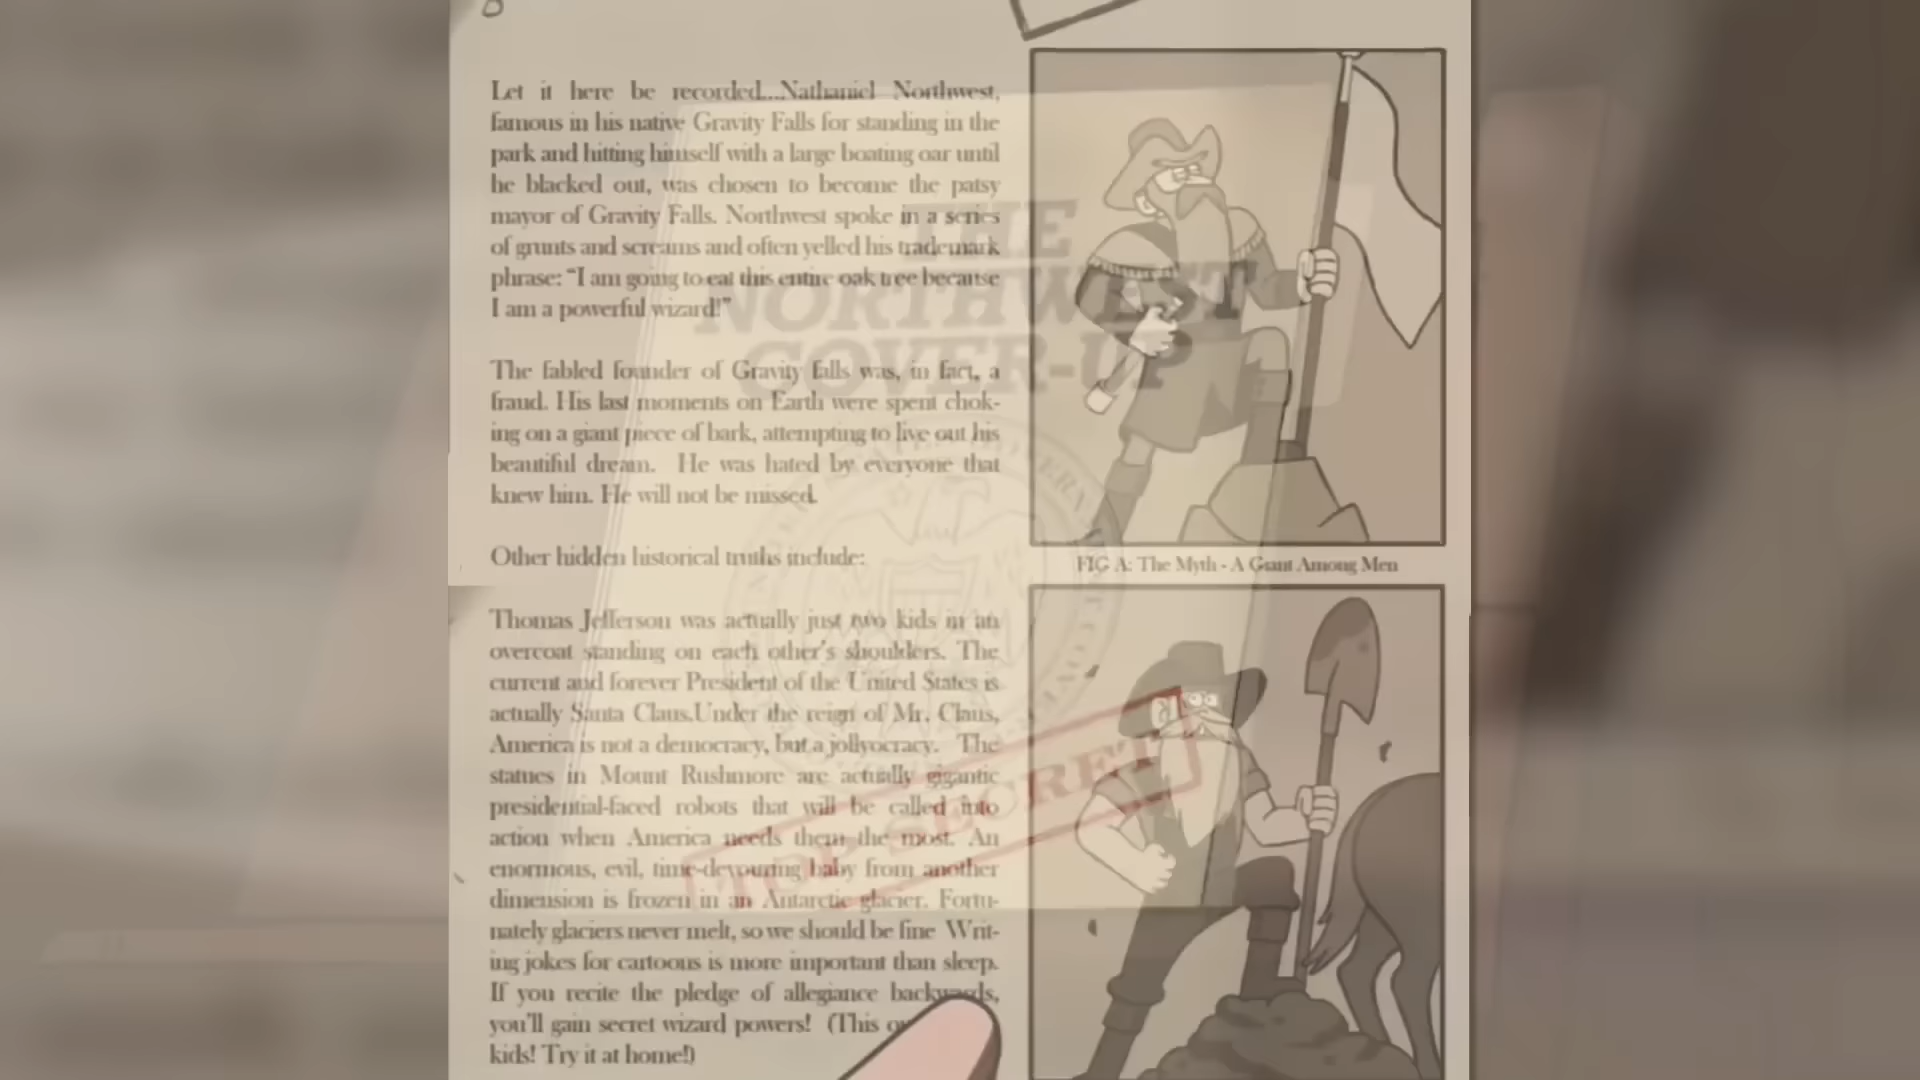 Let it here be recorded...Nathaniel Northwest,
famous in his native Gravity Falls for standing in the
park and hitting himself with a large boating oar until
he blacked out, was chosen to become the patsy
mayor of Gravity Falls. Northwest spoke in a series
of grunts and screams and often yelled his trademark
phrase: “I am going to eat this entire oak tree because
I am a powerful wizard!”
The fabled founder of Gravity falls was, in fact, a
fraud. His last moments on Earth were spent chok-
ing on a giant piece of bark, attempting to live out his
beautiful dream. He was hated by everyone that
knew him. He will not be missed.
Other hidden historical truths include:
Thomas Jefferson was actually just two kids in an
overcoat standing on each other's shoulders. The
current and forever President of the United States is
actually Santa Claus.Under the reign of Mr. Claus,
America is not a democracy, but a jollyocracy. The
statues in Mount Rushmore are actually gigantic
presidential-faced robots that will be called into
action when America needs them the most. An
enormous, evil, time-devouring baby from another
dimension is frozen in an Antarctic glacier. Fortu-
nately glaciers never melt, so we should be fine Writ-
ing jokes for cartoons is more important than sleep.
If you recite the pledge of allegiance backwards,
you'll gain secret wizard powers! (This
kids! Try it at home!)
FIG A: The Myth - A Giant Among Men
THE
NORTHWEST
COVER-UP
TOP SECRET